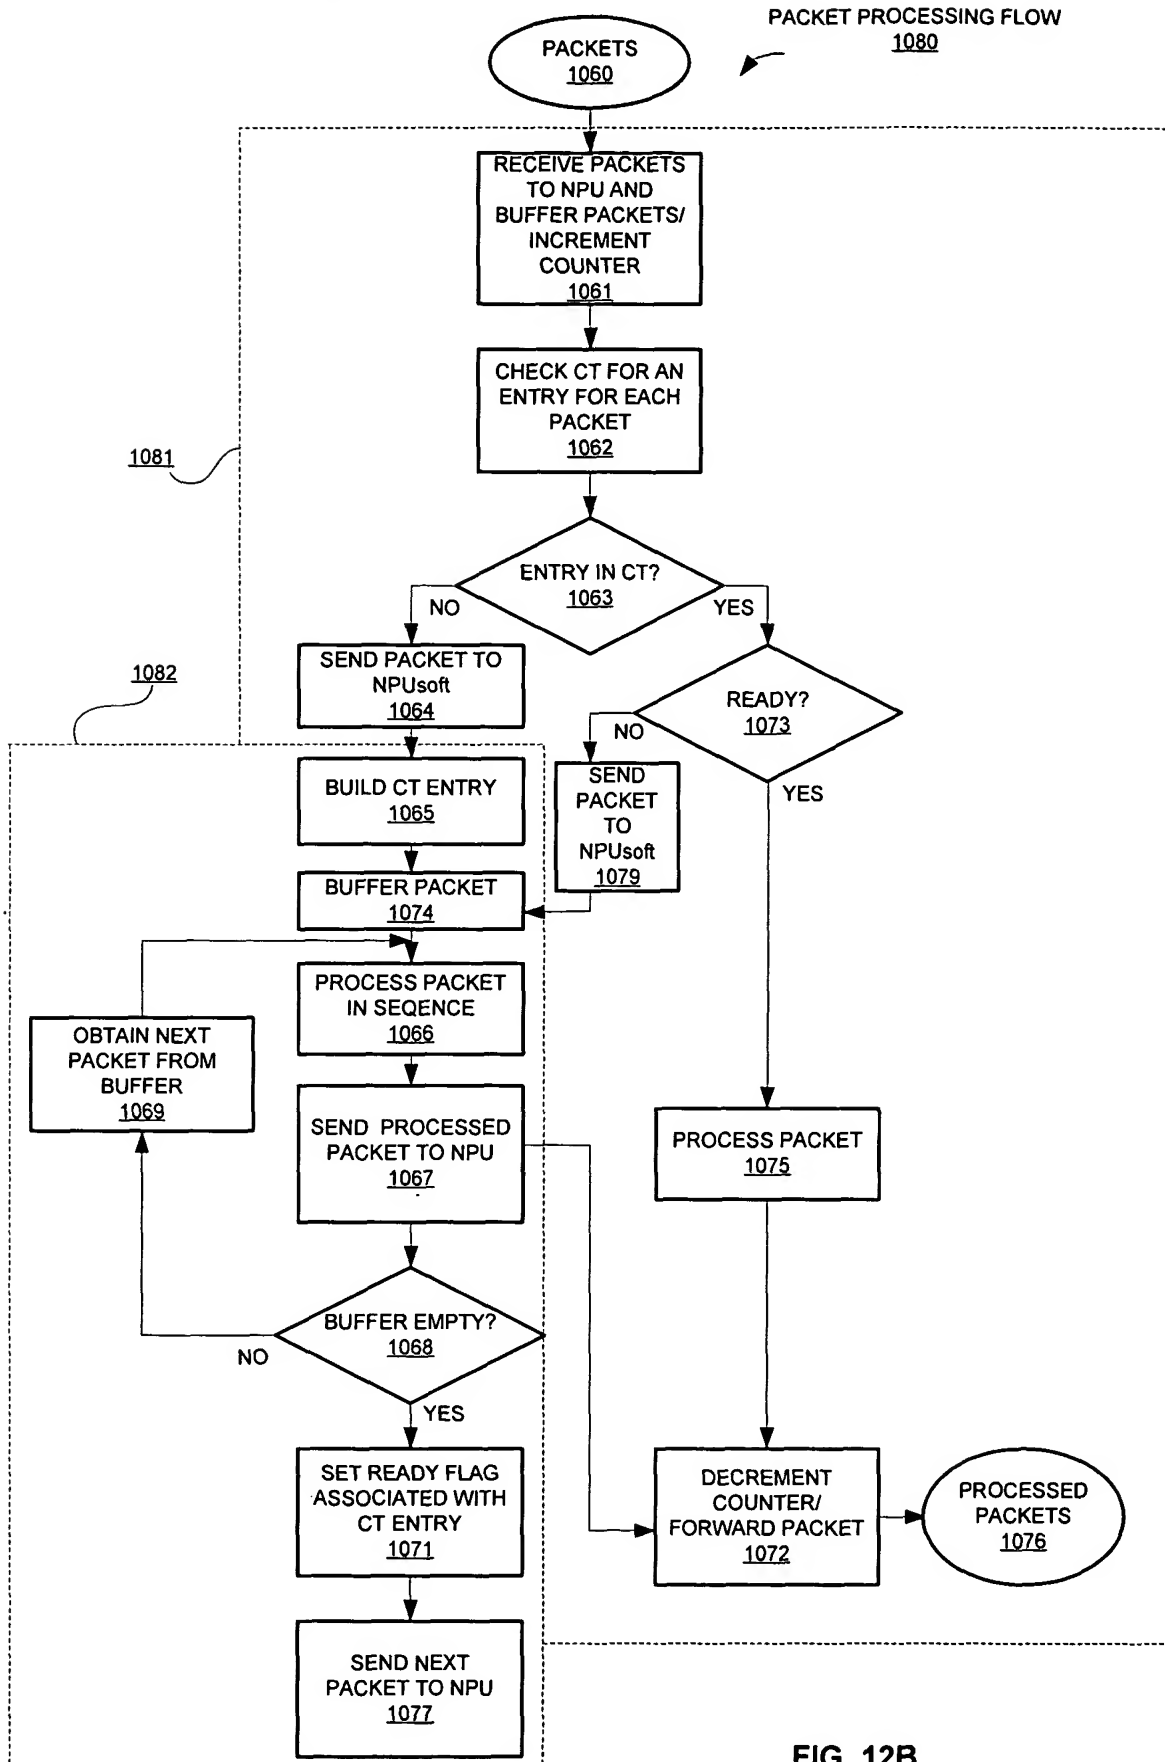 PACKET PROCESSING FLOW
1080
PACKETS
1060
RECEIVE PACKETS
TO NPU AND
BUFFER PACKETS/
INCREMENT
COUNTER
1061
CHECK CT FOR AN
ENTRY FOR EACH
PACKET
1062
1081
ENTRY IN CT?
1063
NO
YES
SEND PACKET TO
NPUsoft
1064
1082
READY?
1073
NO
YES
BUILD CT ENTRY
1065
SEND
PACKET
TO
NPUsoft
1079
BUFFER PACKET
1074
PROCESS PACKET
IN SEQENCE
1066
OBTAIN NEXT
PACKET FROM
BUFFER
1069
SEND PROCESSED
PACKET TO NPU
1067
PROCESS PACKET
1075
BUFFER EMPTY?
1068
NO
YES
SET READY FLAG
ASSOCIATED WITH
CT ENTRY
1071
DECREMENT
COUNTER/
FORWARD PACKET
1072
PROCESSED
PACKETS
1076
SEND NEXT
PACKET TO NPU
1077
FIG. 12B